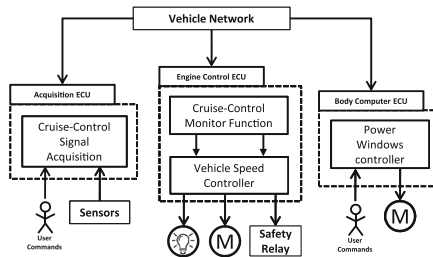 Vehicle Network
Acquisition ECU
Cruise-Control
Signal
Acquisition
User
Commands
Sensors
Engine Control ECU
Cruise-Control
Monitor Function
Vehicle Speed
Controller
M
Safety
Relay
Body Computer ECU
Power
Windows
controller
User
Commands
M